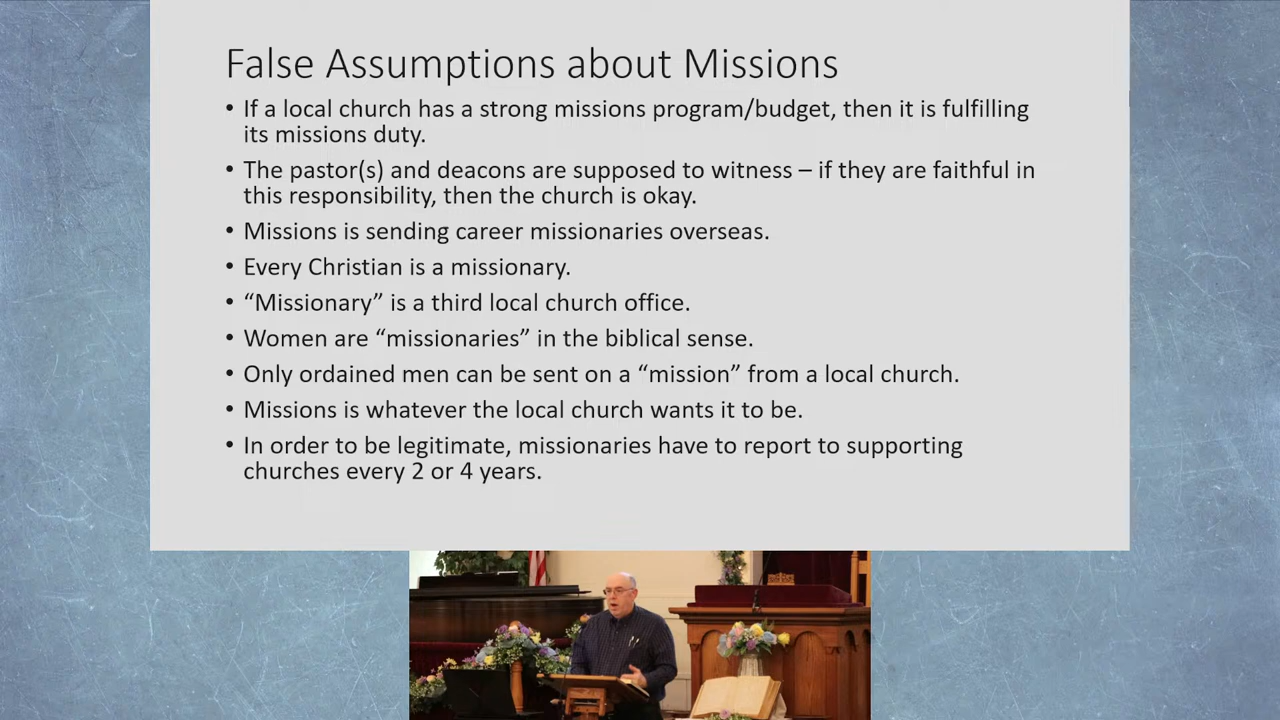 False Assumptions about Missions
• If a local church has a strong missions program/budget, then it is fulfilling
its missions duty.
• The pastor(s) and deacons are supposed to witness – if they are faithful in
this responsibility, then the church is okay.
• Missions is sending career missionaries overseas.
• Every Christian is a missionary.
• “Missionary” is a third local church office.
• Women are “missionaries” in the biblical sense.
• Only ordained men can be sent on a “mission” from a local church.
• Missions is whatever the local church wants it to be.
• In order to be legitimate, missionaries have to report to supporting
churches every 2 or 4 years.